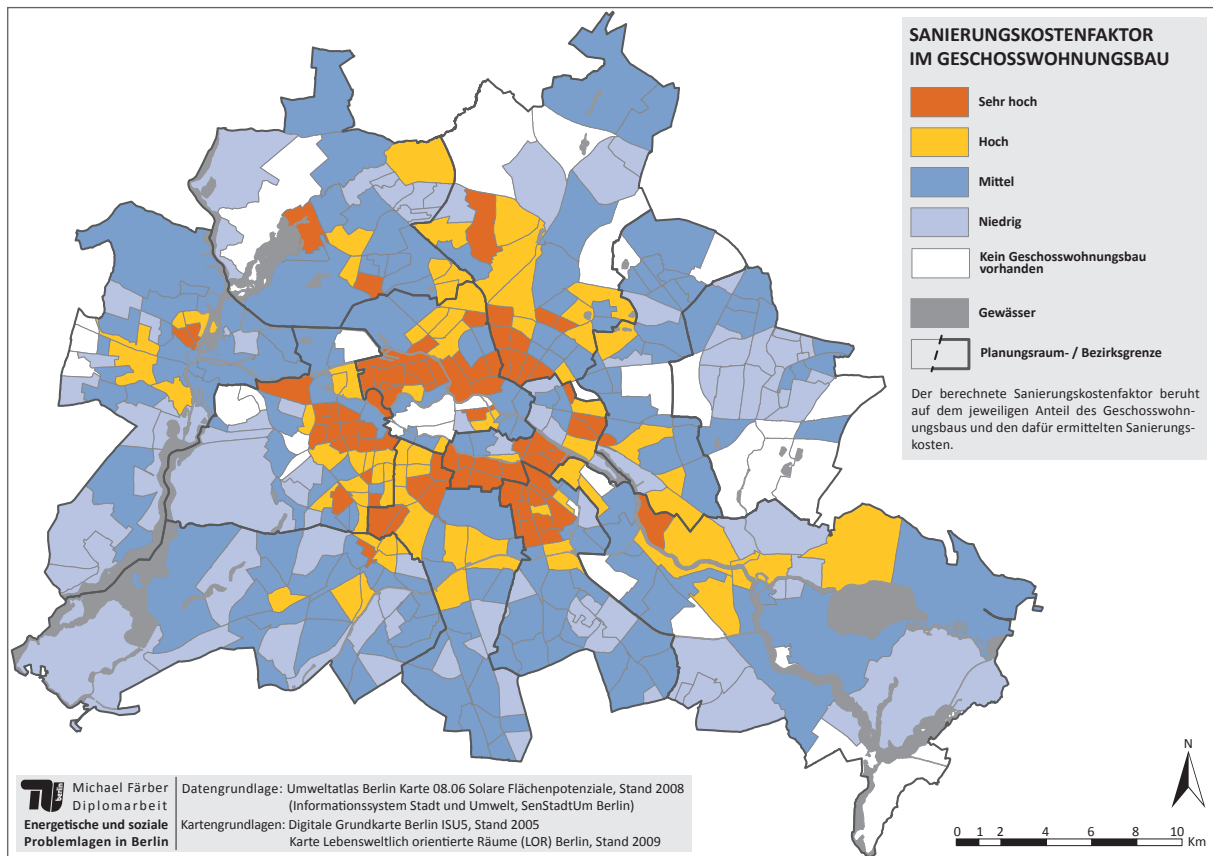 SANIERUNGSKOSTENFAKTOR
IM GESCHOSSWOHNUNGSBAU
Sehr hoch
Hoch
Mittel
Niedrig
Kein Geschosswohnungsbau
vorhanden
Gewässer
Planungsraum- / Bezirksgrenze
Der berechnete Sanierungskostenfaktor beruht
auf dem jeweiligen Anteil des Geschosswohn-
ungsbaus und den dafür ermittelten Sanierungs-
kosten.
berlin
Michael Färber
Diplomarbeit
Energetische und soziale
Problemlagen in Berlin
Datengrundlage: Umweltatlas Berlin Karte 08.06 Solare Flächenpotenziale, Stand 2008
(Informationssystem Stadt und Umwelt, SenStadtUm Berlin)
Kartengrundlagen: Digitale Grundkarte Berlin ISU5, Stand 2005
Karte Lebensweltlich orientierte Räume (LOR) Berlin, Stand 2009
N
0 1 2 4 6 8 10
Km